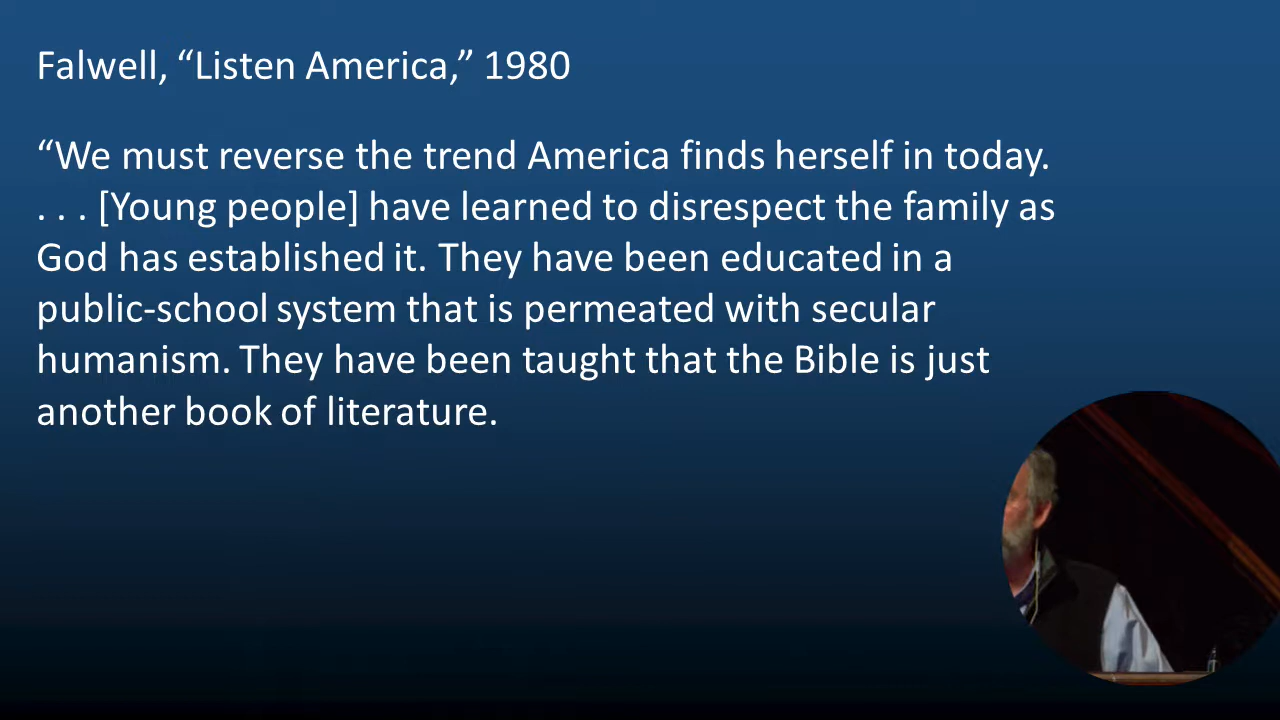 Falwell, “Listen America,” 1980
“We must reverse the trend America finds herself in today.
. . . [Young people] have learned to disrespect the family as
God has established it. They have been educated in a
public-school system that is permeated with secular
humanism. They have been taught that the Bible is just
another book of literature.